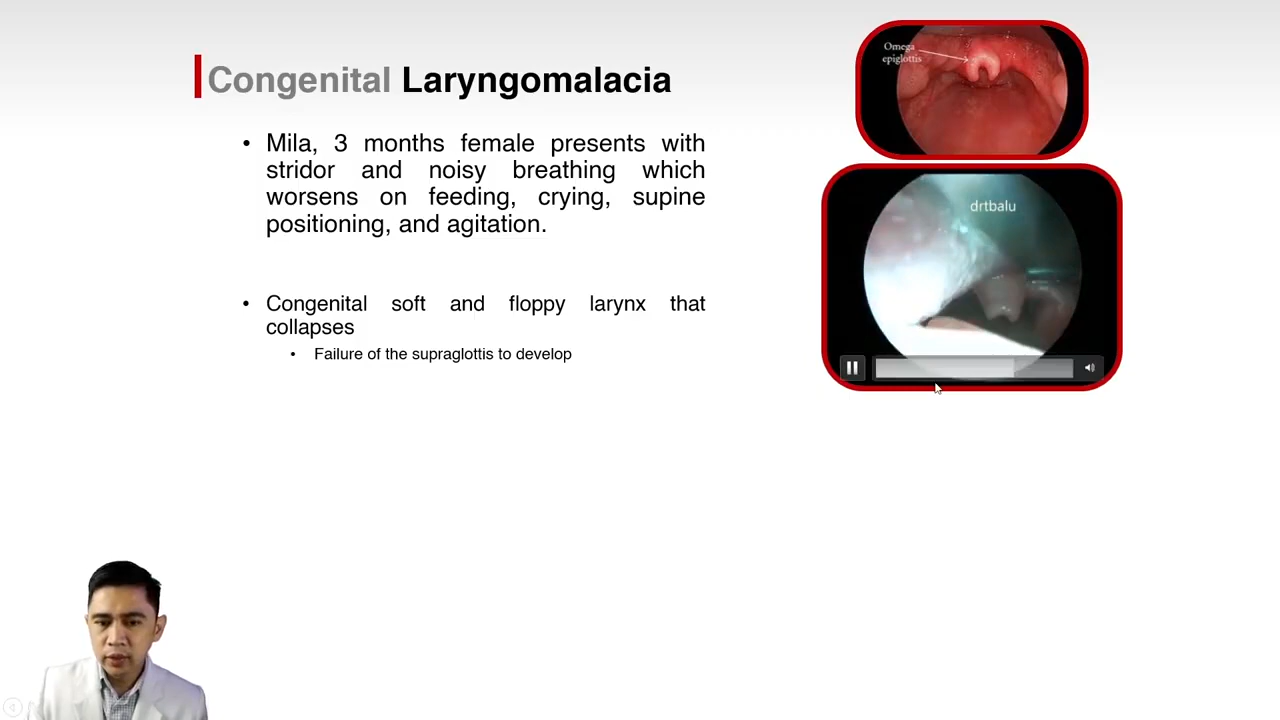 Congenital Laryngomalacia
• Mila, 3 months female presents with
stridor and noisy breathing which
worsens on feeding, crying, supine
positioning, and agitation.
• Congenital soft and floppy larynx that
collapses
• Failure of the supraglottis to develop
Omega
epiglottis
drtbalu